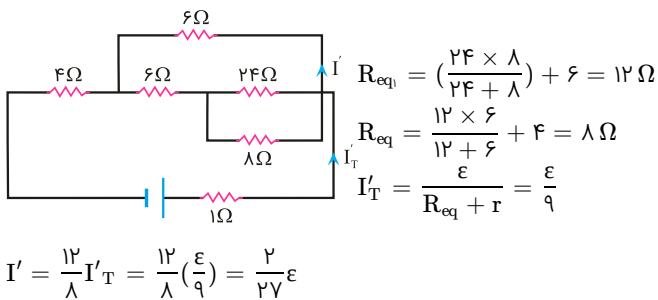 ۶Ω
I′
۴Ω ۶Ω ۲۴Ω
۸Ω
I′_T
۱Ω
R_eq۱ = (۲۴ × ۸ / ۲۴ + ۸) + ۶ = ۱۲ Ω
R_eq = ۱۲ × ۶ / ۱۲ + ۶ + ۴ = ۸ Ω
I′_T = ε / R_eq + r = ε / ۹
I′ = ۱۲/۸ I′_T = ۱۲/۸ (ε/۹) = ۲/۲۷ ε